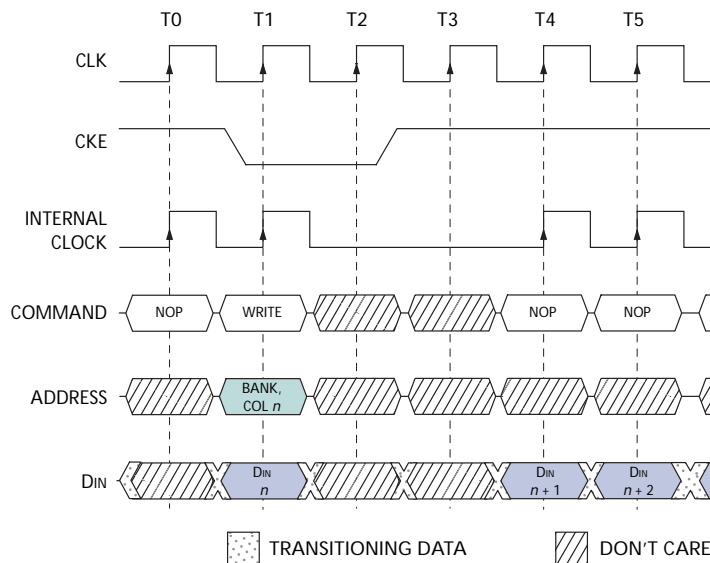 T0 T1 T2 T3 T4 T5
CLK
CKE
INTERNAL
CLOCK
COMMAND NOP WRITE NOP NOP
ADDRESS BANK,
COL n
DIN DIN
n DIN
n + 1 DIN
n + 2
TRANSITIONING DATA DON'T CARE